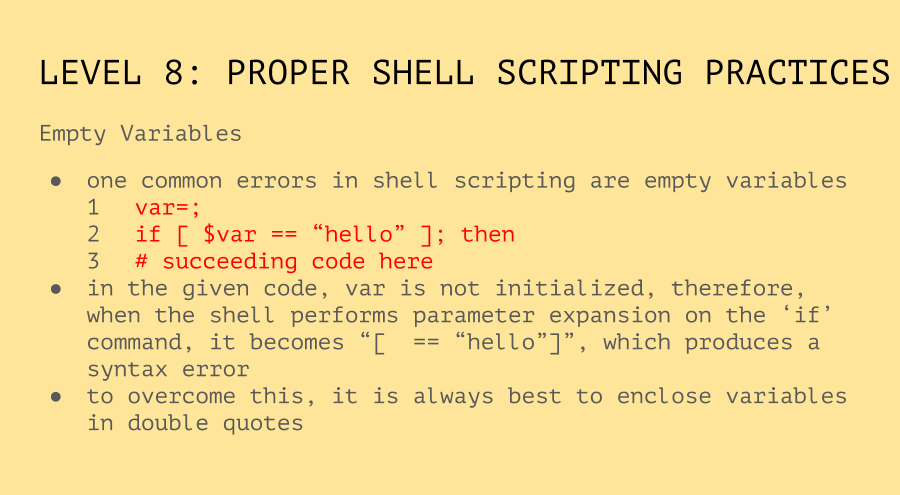 LEVEL 8: PROPER SHELL SCRIPTING PRACTICES
Empty Variables
● one common errors in shell scripting are empty variables
1 var=;
2 if [ $var == “hello” ]; then
3 # succeeding code here
● in the given code, var is not initialized, therefore,
when the shell performs parameter expansion on the ‘if’
command, it becomes “[  == “hello”]”, which produces a
syntax error
● to overcome this, it is always best to enclose variables
in double quotes